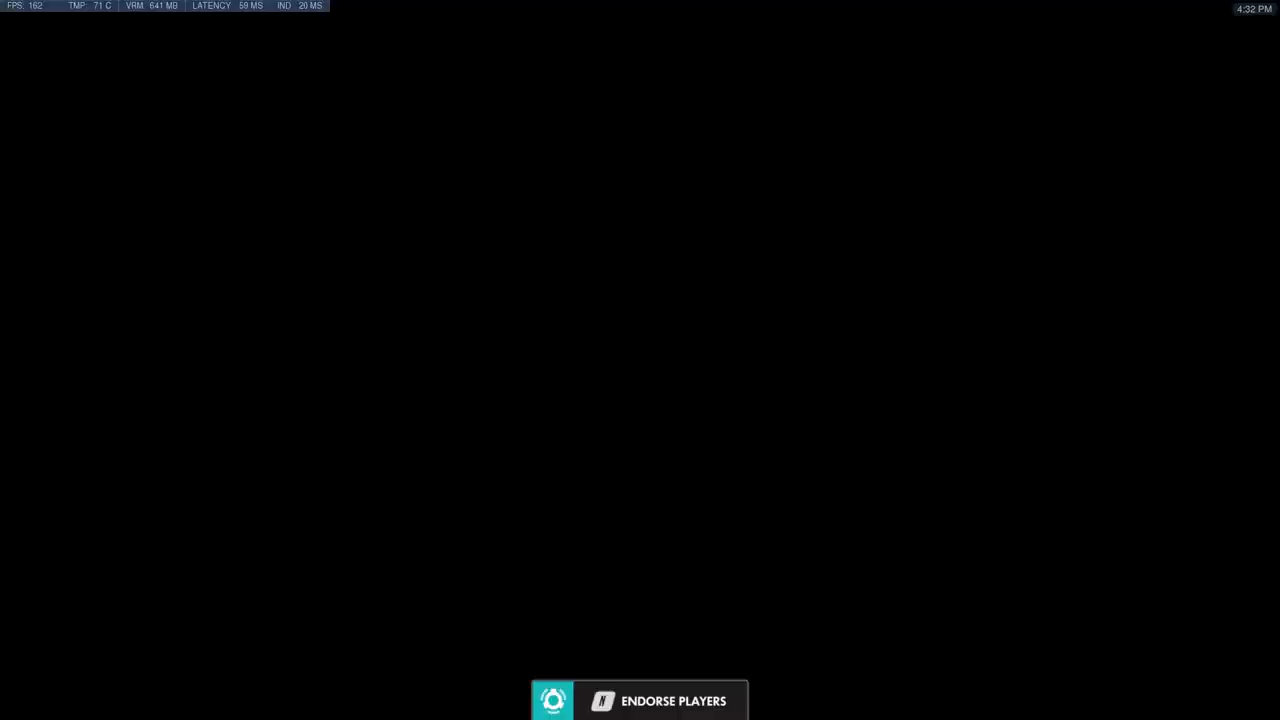 FPS: 162 TMP: 71 C VRM: 641 MB LATENCY 59 MS IND 20 MS
4:32 PM
N ENDORSE PLAYERS